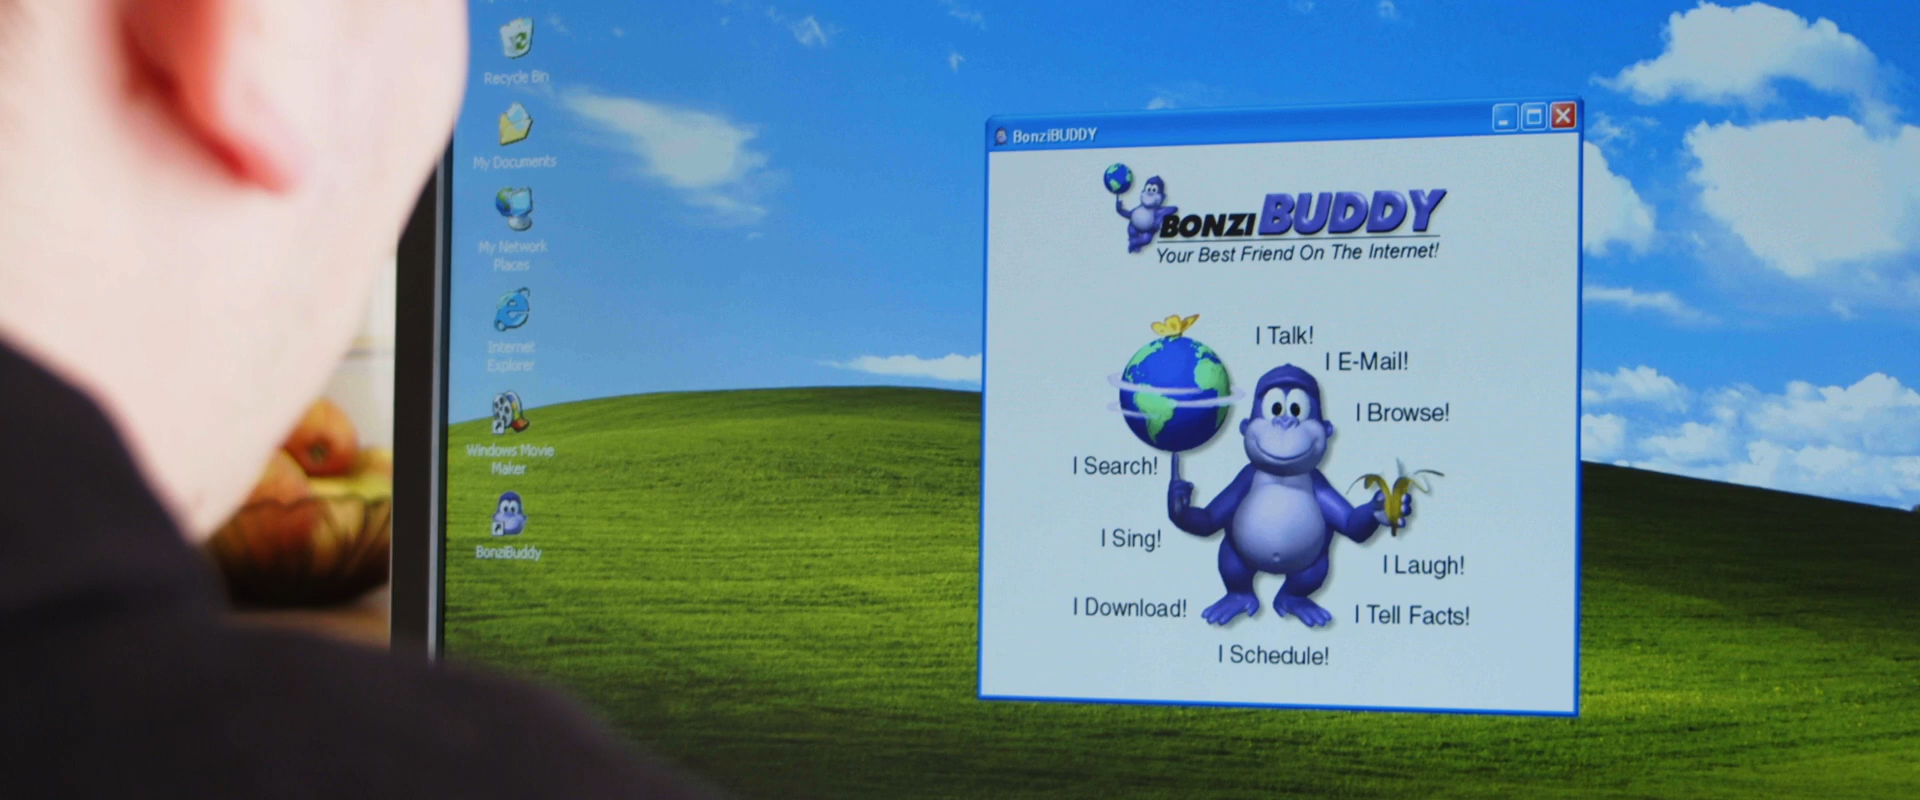 Recycle Bin
My Documents
My Network
Places
Internet
Explorer
Windows Movie
Maker
BonziBuddy
BonziBUDDY
BONZI BUDDY
Your Best Friend On The Internet!
I Talk!
I E-Mail!
I Browse!
I Search!
I Sing!
I Laugh!
I Download!
I Tell Facts!
I Schedule!